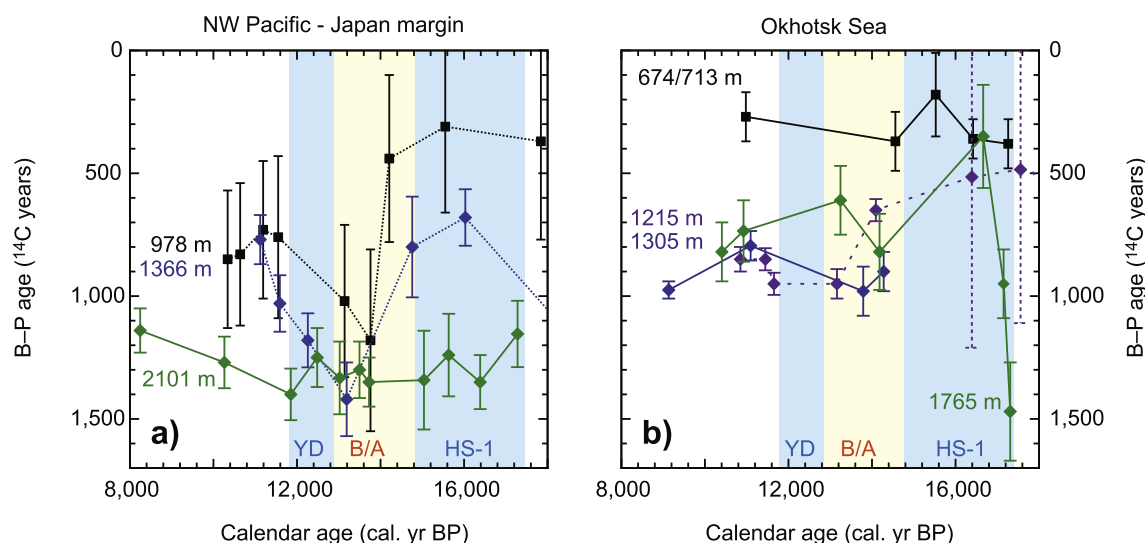 NW Pacific - Japan margin
0
500
1,000
1,500
B–P age (¹⁴C years)
978 m
1366 m
2101 m
a)
YD
B/A
HS-1
8,000
12,000
16,000
Calendar age (cal. yr BP)
Okhotsk Sea
674/713 m
1215 m
1305 m
1765 m
b)
YD
B/A
HS-1
8,000
12,000
16,000
Calendar age (cal. yr BP)
0
500
1,000
1,500
B–P age (¹⁴C years)